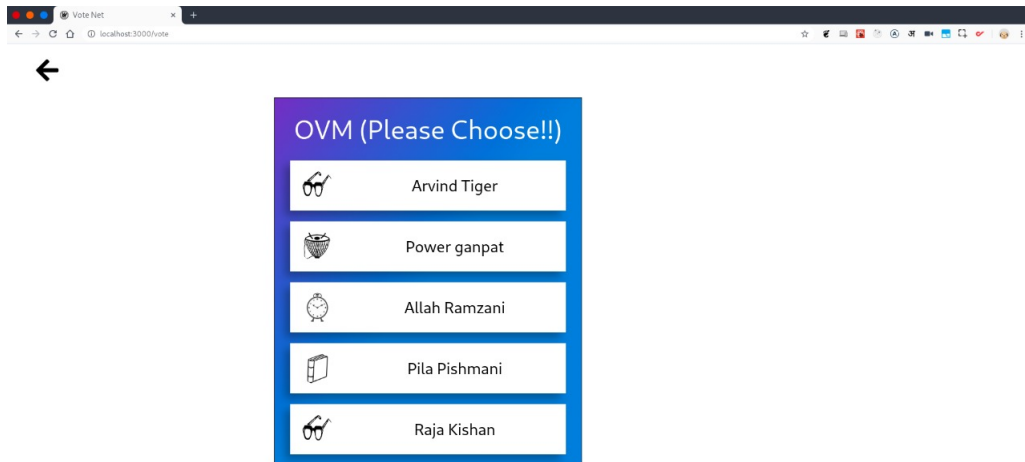 Vote Net
localhost:3000/vote
OVM (Please Choose!!)
Arvind Tiger
Power ganpat
Allah Ramzani
Pila Pishmani
Raja Kishan